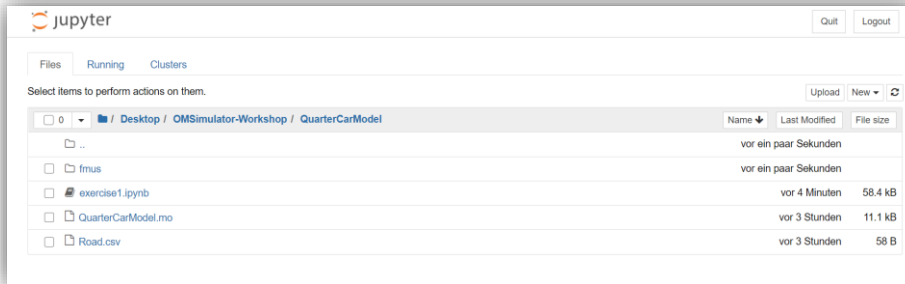 jupyter Quit Logout
Files Running Clusters
Select items to perform actions on them. Upload New
0 / Desktop / OMSimulator-Workshop / QuarterCarModel Name Last Modified File size
.. vor ein paar Sekunden
fmus vor ein paar Sekunden
exercise1.ipynb vor 4 Minuten 58.4 kB
QuarterCarModel.mo vor 3 Stunden 11.1 kB
Road.csv vor 3 Stunden 58 B